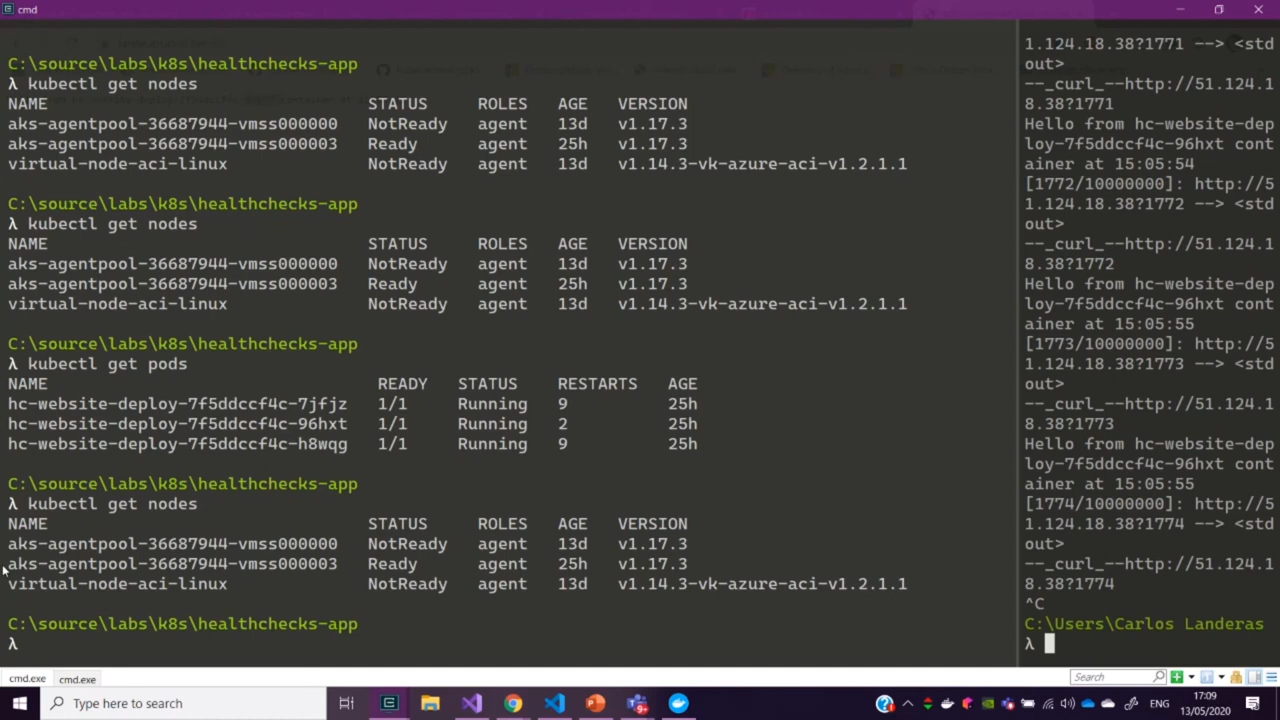 cmd
C:\source\labs\k8s\healthchecks-app
λ kubectl get nodes
NAME STATUS ROLES AGE VERSION
aks-agentpool-36687944-vmss000000 NotReady agent 13d v1.17.3
aks-agentpool-36687944-vmss000003 Ready agent 25h v1.17.3
virtual-node-aci-linux NotReady agent 13d v1.14.3-vk-azure-aci-v1.2.1.1
C:\source\labs\k8s\healthchecks-app
λ kubectl get nodes
NAME STATUS ROLES AGE VERSION
aks-agentpool-36687944-vmss000000 NotReady agent 13d v1.17.3
aks-agentpool-36687944-vmss000003 Ready agent 25h v1.17.3
virtual-node-aci-linux NotReady agent 13d v1.14.3-vk-azure-aci-v1.2.1.1
C:\source\labs\k8s\healthchecks-app
λ kubectl get pods
NAME READY STATUS RESTARTS AGE
hc-website-deploy-7f5ddccf4c-7jfjz 1/1 Running 9 25h
hc-website-deploy-7f5ddccf4c-96hxt 1/1 Running 2 25h
hc-website-deploy-7f5ddccf4c-h8wqg 1/1 Running 9 25h
C:\source\labs\k8s\healthchecks-app
λ kubectl get nodes
NAME STATUS ROLES AGE VERSION
aks-agentpool-36687944-vmss000000 NotReady agent 13d v1.17.3
aks-agentpool-36687944-vmss000003 Ready agent 25h v1.17.3
virtual-node-aci-linux NotReady agent 13d v1.14.3-vk-azure-aci-v1.2.1.1
C:\source\labs\k8s\healthchecks-app
λ
1.124.18.38?1771 --> <std
out>
--_curl_--http://51.124.1
8.38?1771
Hello from hc-website-dep
loy-7f5ddccf4c-96hxt cont
ainer at 15:05:54
[1772/10000000]: http://5
1.124.18.38?1772 --> <std
out>
--_curl_--http://51.124.1
8.38?1772
Hello from hc-website-dep
loy-7f5ddccf4c-96hxt cont
ainer at 15:05:55
[1773/10000000]: http://5
1.124.18.38?1773 --> <std
out>
--_curl_--http://51.124.1
8.38?1773
Hello from hc-website-dep
loy-7f5ddccf4c-96hxt cont
ainer at 15:05:55
[1774/10000000]: http://5
1.124.18.38?1774 --> <std
out>
--_curl_--http://51.124.1
8.38?1774
^C
C:\Users\Carlos Landeras
λ
cmd.exe cmd.exe
Search
Type here to search
ENG
17:09
13/05/2020